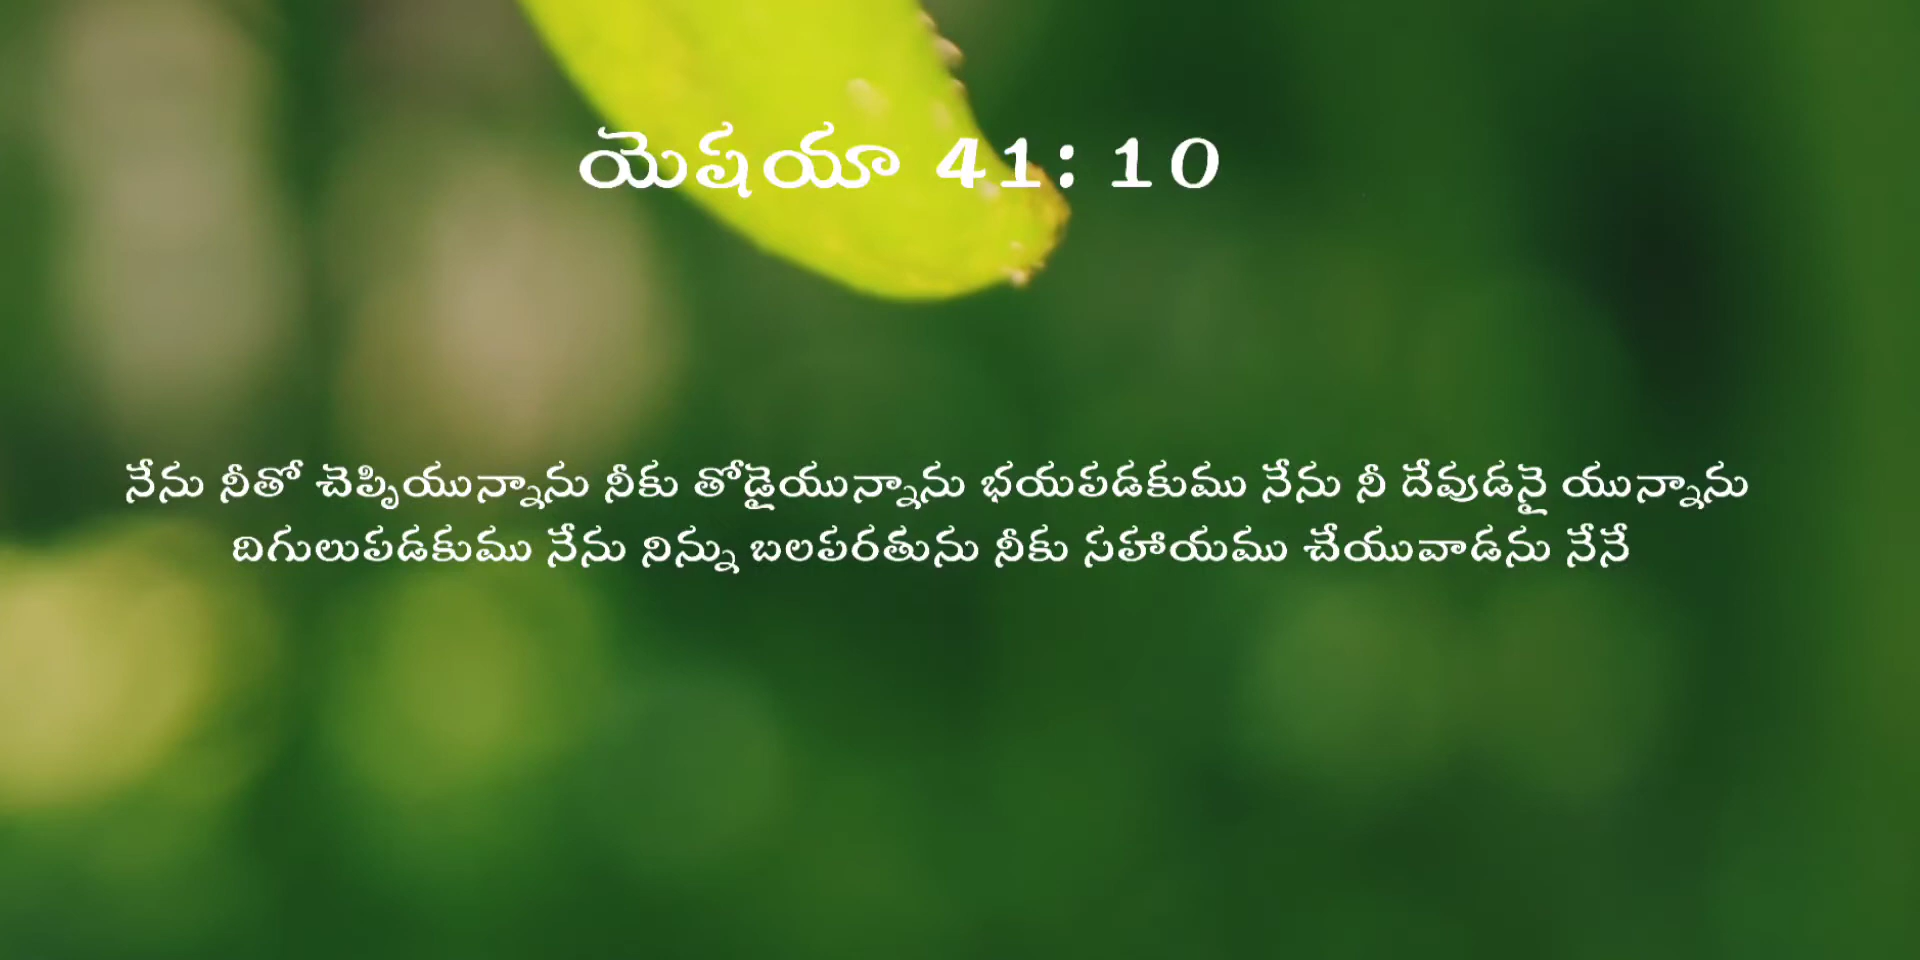 యెష్షయా 41: 10
నేను నీతో చెప్పియున్నాను నీకు తోడైయున్నాను భయపడకుము నేను నీ దేవుడనై యున్నాను
దిగులుపడకుము నేను నిన్ను బలపరతును నీకు సహాయము చేయువాడను నేనే